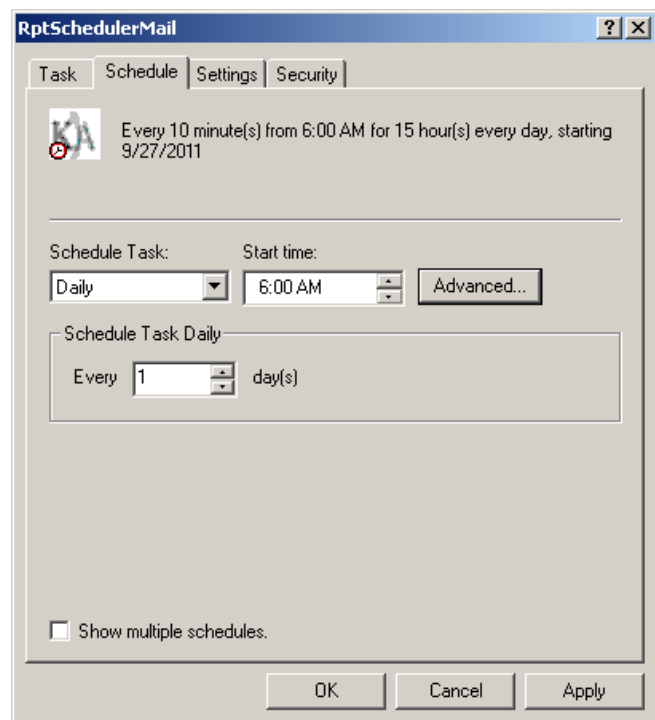 RptSchedulerMail
Task Schedule Settings Security
KA
Every 10 minute(s) from 6:00 AM for 15 hour(s) every day, starting
9/27/2011
Schedule Task: Start time:
Daily 6:00 AM Advanced...
Schedule Task Daily
Every 1 day(s)
Show multiple schedules.
OK Cancel Apply